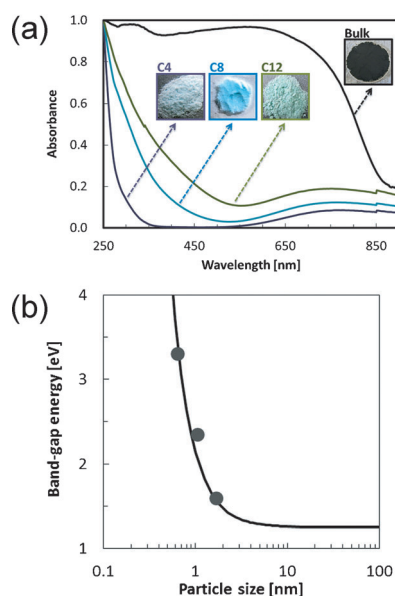 (a)
Bulk
C4 C8 C12
1.0
0.8
0.6
0.4
0.2
0.0
Absorbance
250 450 650 850
Wavelength [nm]
(b)
4
3
2
1
Band-gap energy [eV]
0.1 1 10 100
Particle size [nm]